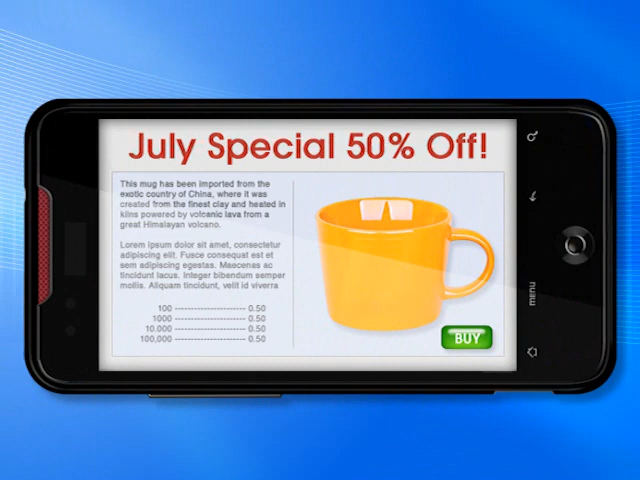 July Special 50% Off!
This mug has been imported from the
exotic country of China, where it was
created from the finest clay and heated in
kilns powered by volcanic lava from a
great Himalayan volcano.
Lorem ipsum dolor sit amet, consectetur
adipiscing elit. Fusce consequat est et
sem adipiscing egestas. Maecenas ac
tincidunt lacus. Integer bibendum semper
mollis. Aliquam tincidunt, velit id viverra
100 ---------------------- 0.50
1000 ---------------------- 0.50
10.000 ---------------------- 0.50
100,000 ---------------------- 0.50
BUY
MENU